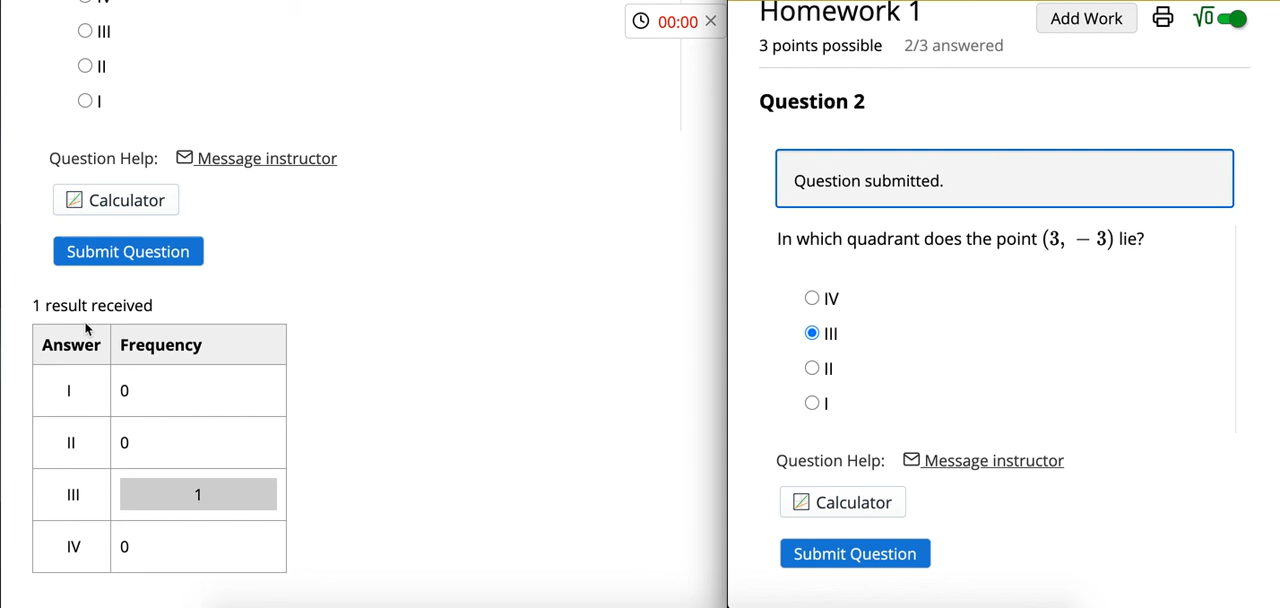 III
II
I
Question Help: Message instructor
Calculator
Submit Question
1 result received
Answer Frequency
I 0
II 0
III 1
IV 0
00:00
Homework 1
Add Work
√0
3 points possible 2/3 answered
Question 2
Question submitted.
In which quadrant does the point (3, − 3) lie?
IV
III
II
I
Question Help: Message instructor
Calculator
Submit Question